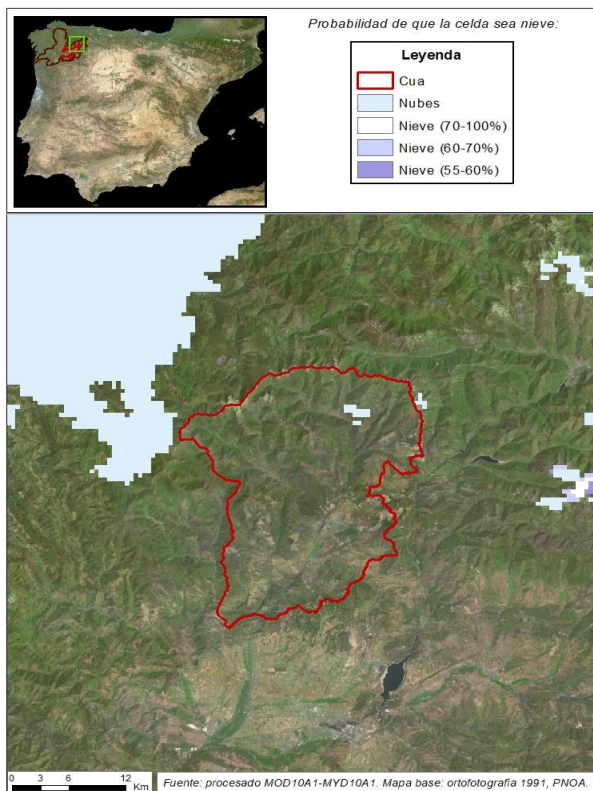 Probabilidad de que la celda sea nieve:
Leyenda
Cua
Nubes
Nieve (70-100%)
Nieve (60-70%)
Nieve (55-60%)
0 3 6 12
Km
Fuente: procesado MOD10A1-MYD10A1. Mapa base: ortofotografia 1991, PNOA.